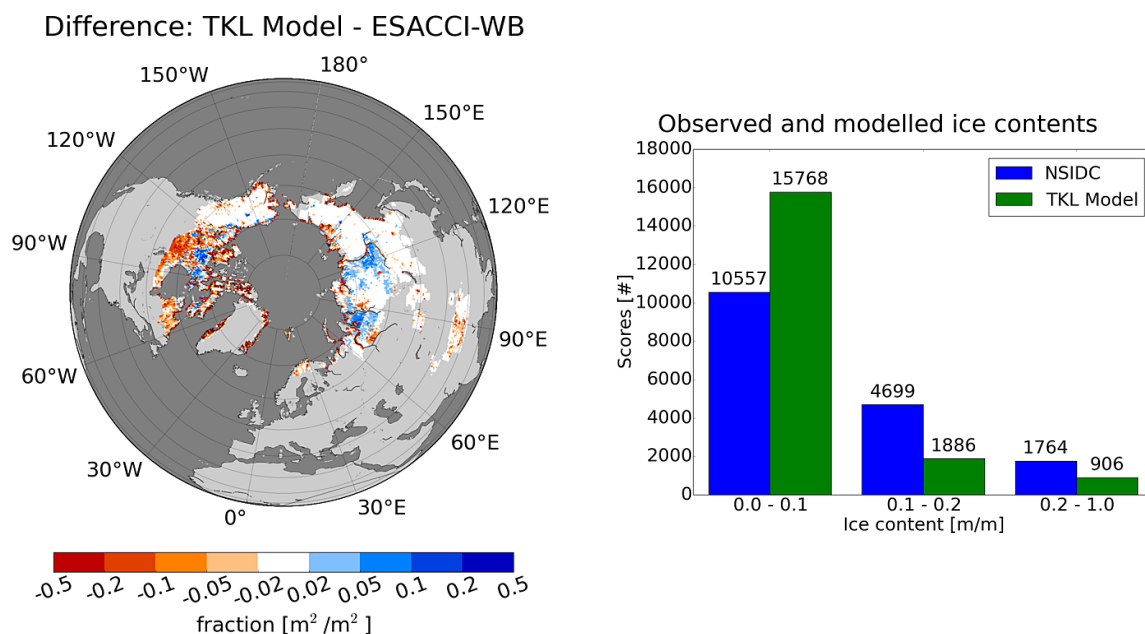 Difference: TKL Model - ESACCI-WB
180°
150°W
150°E
120°W
120°E
90°W
90°E
60°W
60°E
30°W
30°E
0°
-0.5 -0.2 -0.1 -0.05 -0.02 0.02 0.05 0.1 0.2 0.5
fraction [m² /m² ]
Observed and modelled ice contents
18000
16000
14000
12000
10000
8000
6000
4000
2000
0
Scores [#]
NSIDC
TKL Model
15768
10557
4699
1886
1764
906
0.0 - 0.1 0.1 - 0.2 0.2 - 1.0
Ice content [m/m]